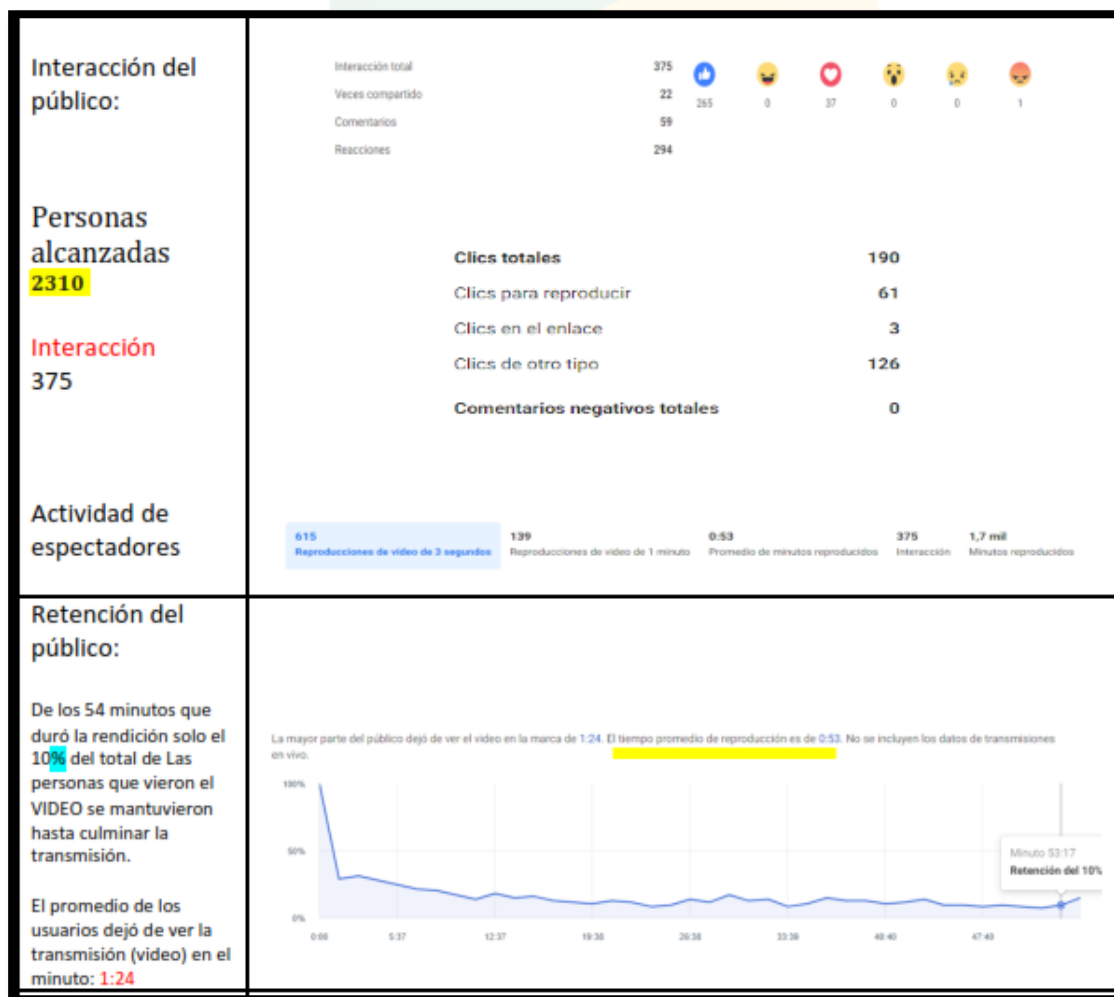 Interacción del
público:
Interacción total 375
Veces compartido 22
Comentarios 59
Reacciones 294
265 0 37 0 0 1
Personas
alcanzadas
2310
Interacción
375
Clics totales 190
Clics para reproducir 61
Clics en el enlace 3
Clics de otro tipo 126
Comentarios negativos totales 0
Actividad de
espectadores
615 139 0:53 375 1,7 mil
Reproducciones de video de 3 segundos Reproducciones de video de 1 minuto Promedio de minutos reproducidos Interacción Minutos reproducidos
Retención del
público:
De los 54 minutos que
duró la rendición solo el
10% del total de Las
personas que vieron el
VIDEO se mantuvieron
hasta culminar la
transmisión.
El promedio de los
usuarios dejó de ver la
transmisión (video) en el
minuto: 1:24
La mayor parte del público dejó de ver el video en la marca de 1:24. El tiempo promedio de reproducción es de 0:53. No se incluyen los datos de transmisiones
en vivo.
100%
50%
0%
Minuto 53:17
Retención del 10%
0:00 5:37 12:37 19:38 26:38 33:39 40:40 47:40